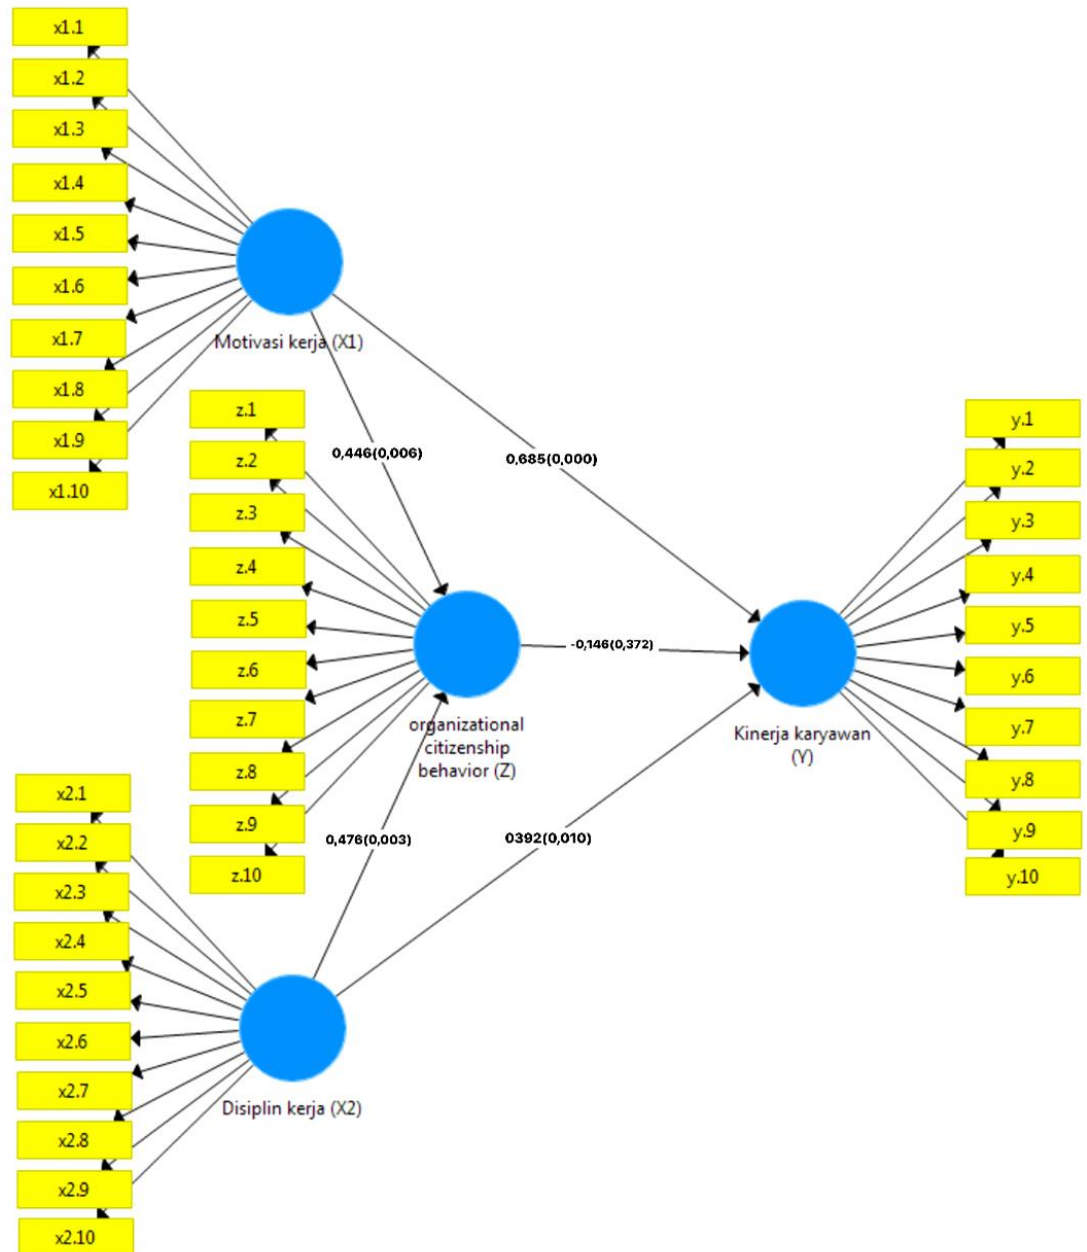 x1.1
x1.2
x1.3
x1.4
x1.5
x1.6
x1.7
x1.8
x1.9
x1.10
Motivasi kerja (X1)
z.1
z.2
z.3
z.4
z.5
z.6
z.7
z.8
z.9
z.10
0,446(0,006)
0,685(0,000)
-0,146(0,372)
organizational
citizenship
behavior (Z)
0,476(0,003)
0392(0,010)
Kinerja karyawan
(Y)
y.1
y.2
y.3
y.4
y.5
y.6
y.7
y.8
y.9
y.10
x2.1
x2.2
x2.3
x2.4
x2.5
x2.6
x2.7
x2.8
x2.9
x2.10
Disiplin kerja (X2)